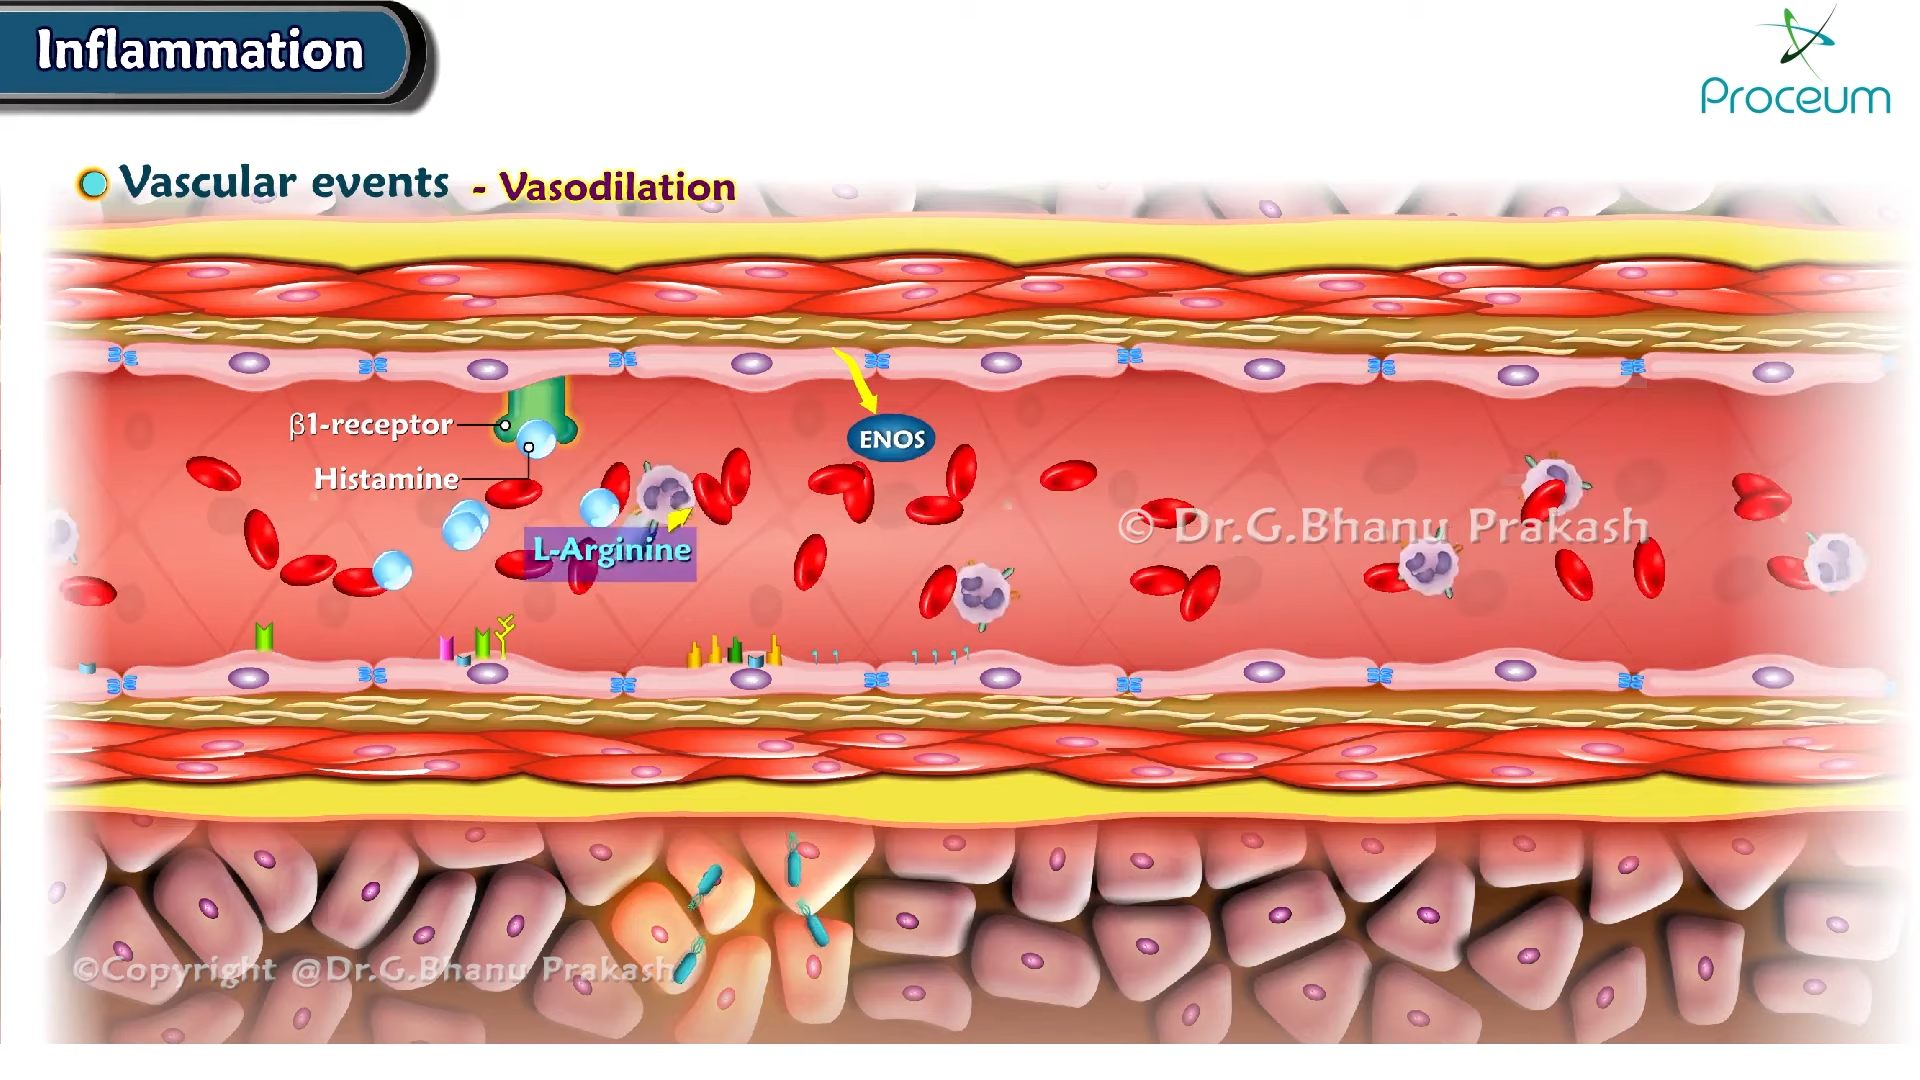 Inflammation
Proceum
Vascular events - Vasodilation
β1-receptor
ENOS
Histamine
© Dr.G.Bhanu Prakash
L-Arginine
©Copyright @Dr.G.Bhanu Prakash